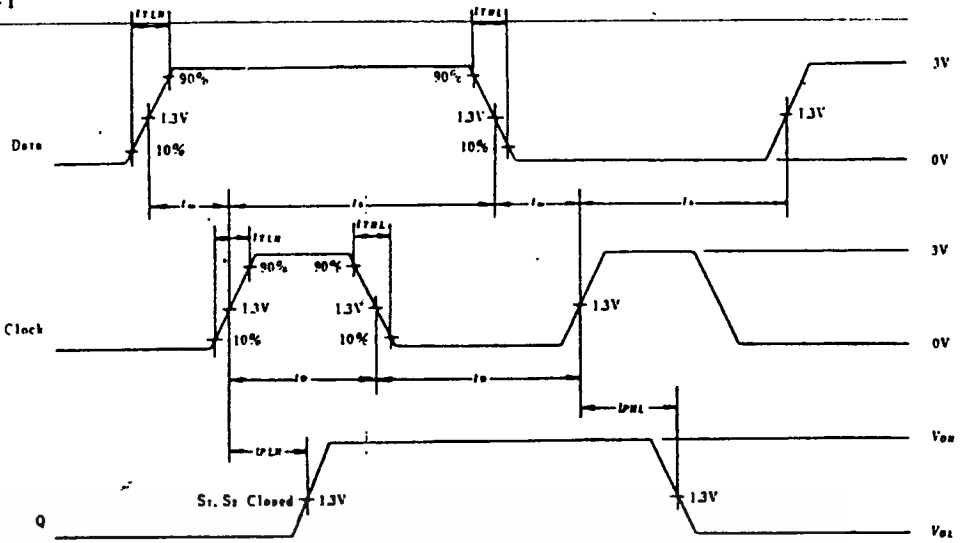 tTLH tTHL
90% 90% 3V
1.3V 1.3V 1.3V
Data 10% 10% 0V
tsu th tsu th
tTLH tTHL
90% 90% 3V
1.3V 1.3V 1.3V
Clock 10% 10% 0V
tw tw
tPHL
tPLH VOH
S1, S2 Closed 1.3V 1.3V
Q VOL